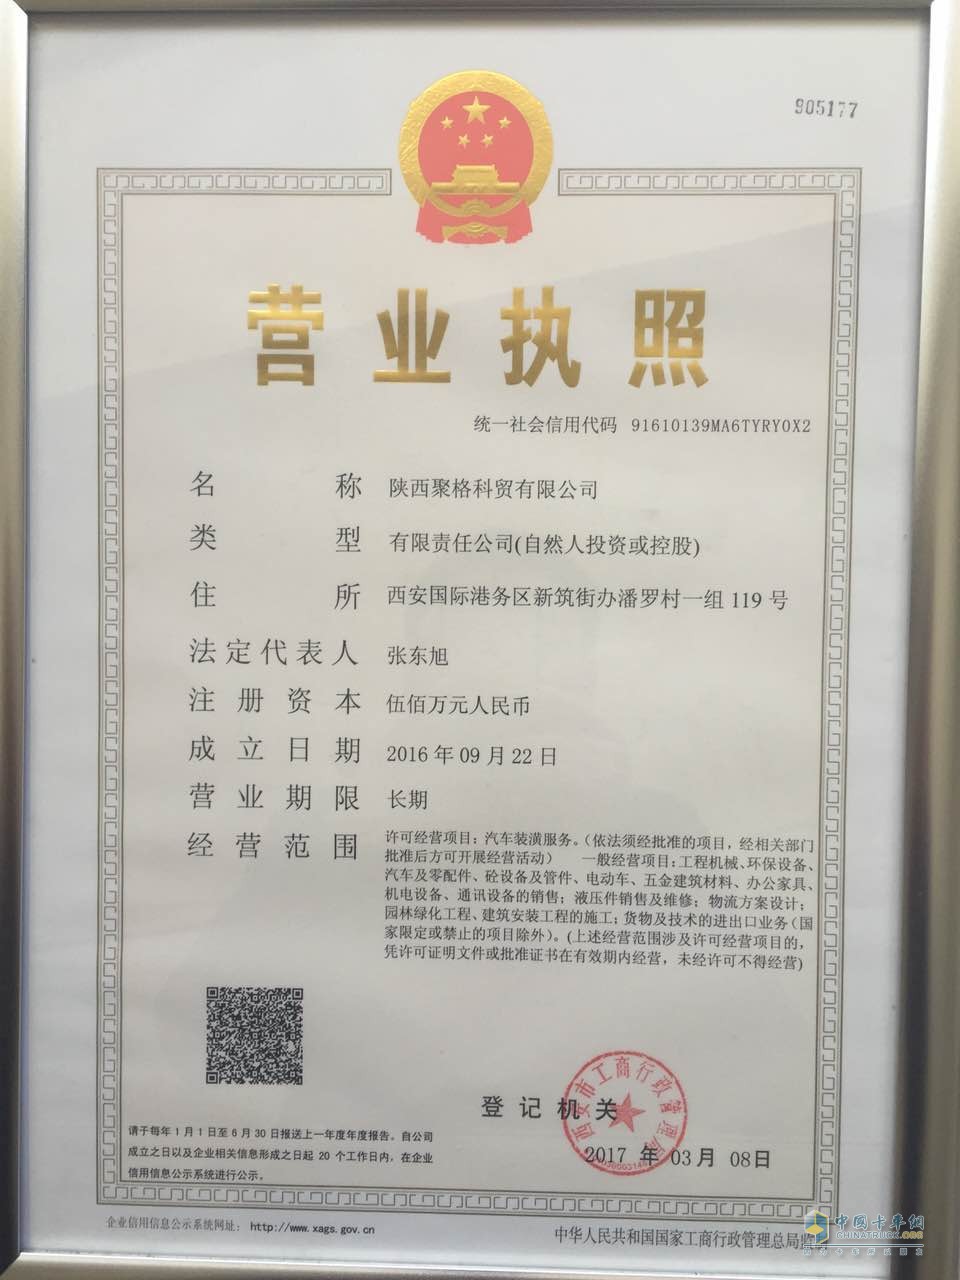 905177
营业执照
统一社会信用代码 91610139MA6TYRYOX2
名称 陕西聚格科贸有限公司
类型 有限责任公司(自然人投资或控股)
住所 西安国际港务区新筑街办潘罗村一组 119 号
法定代表人 张东旭
注册资本 伍佰万元人民币
成立日期 2016 年 09 月 22 日
营业期限 长期
经营范围 许可经营项目：汽车装潢服务。（依法须经批准的项目，经相关部门
批准后方可开展经营活动） 一般经营项目：工程机械、环保设备、
汽车及零配件、砼设备及管件、电动车、五金建筑材料、办公家具、
机电设备、通讯设备的销售；液压件销售及维修；物流方案设计；
园林绿化工程、建筑安装工程的施工；货物及技术的进出口业务（国
家限定或禁止的项目除外）。(上述经营范围涉及许可经营项目的，
凭许可证明文件或批准证书在有效期内经营，未经许可不得经营)
登记机关
西安市工商行政管理局
2017 年 03月 08日
请于每年 1 月 1 日至 6 月 30 日报送上一年度年度报告。自公司
成立之日以及企业相关信息形成之日起 20 个工作日内，在企业
信用信息公示系统进行公示。
企业信用信息公示系统网址： http://www.xags.gov.cn
中华人民共和国国家工商行政管理总局监
中国卡车网
CHINATRUCK.ORG